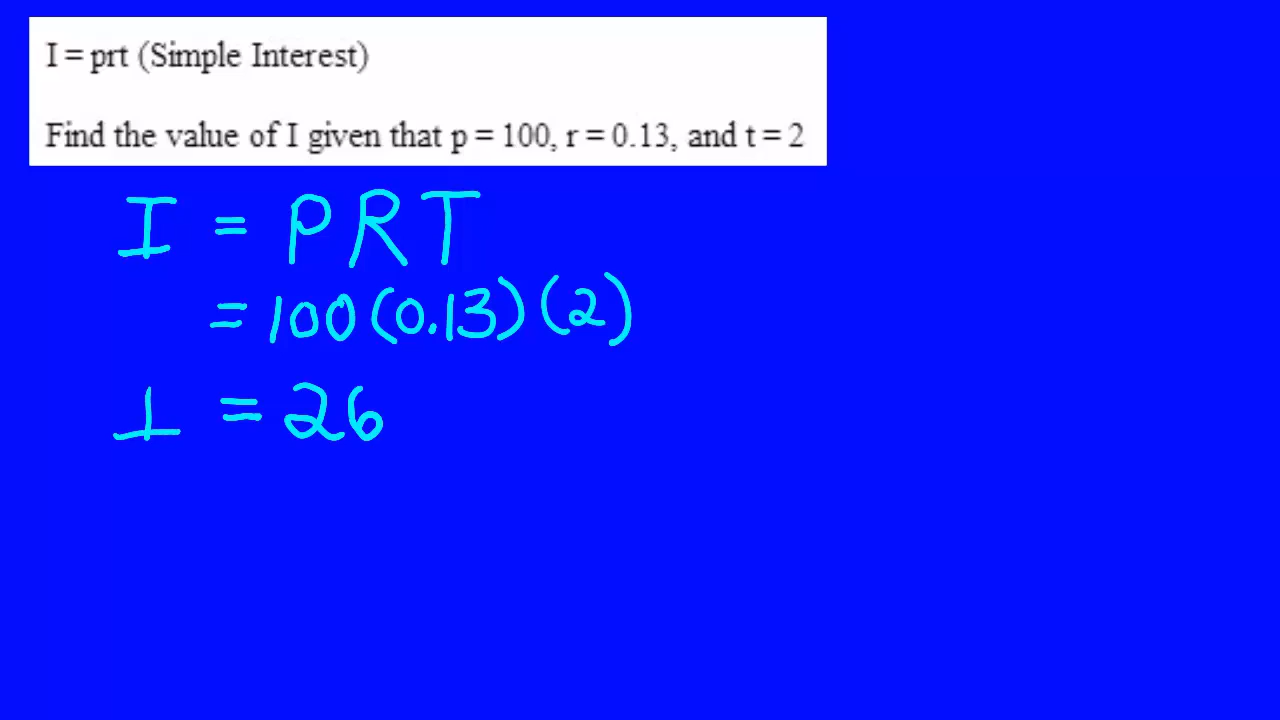 I = prt (Simple Interest)
Find the value of I given that p = 100, r = 0.13, and t = 2
I = PRT
= 100(0.13)(2)
I = 26